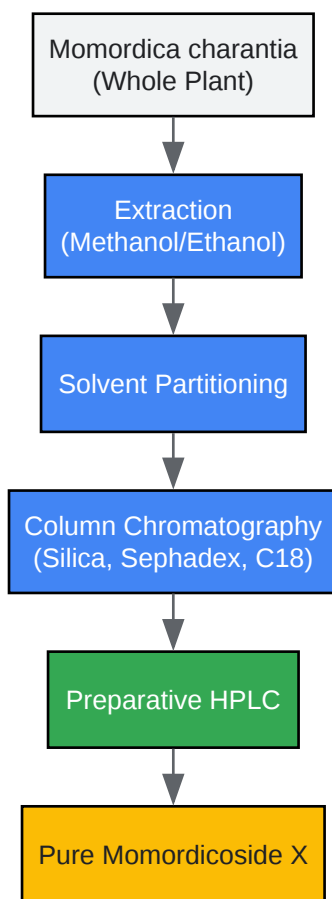 Momordica charantia
(Whole Plant)
Extraction
(Methanol/Ethanol)
Solvent Partitioning
Column Chromatography
(Silica, Sephadex, C18)
Preparative HPLC
Pure Momordicoside X